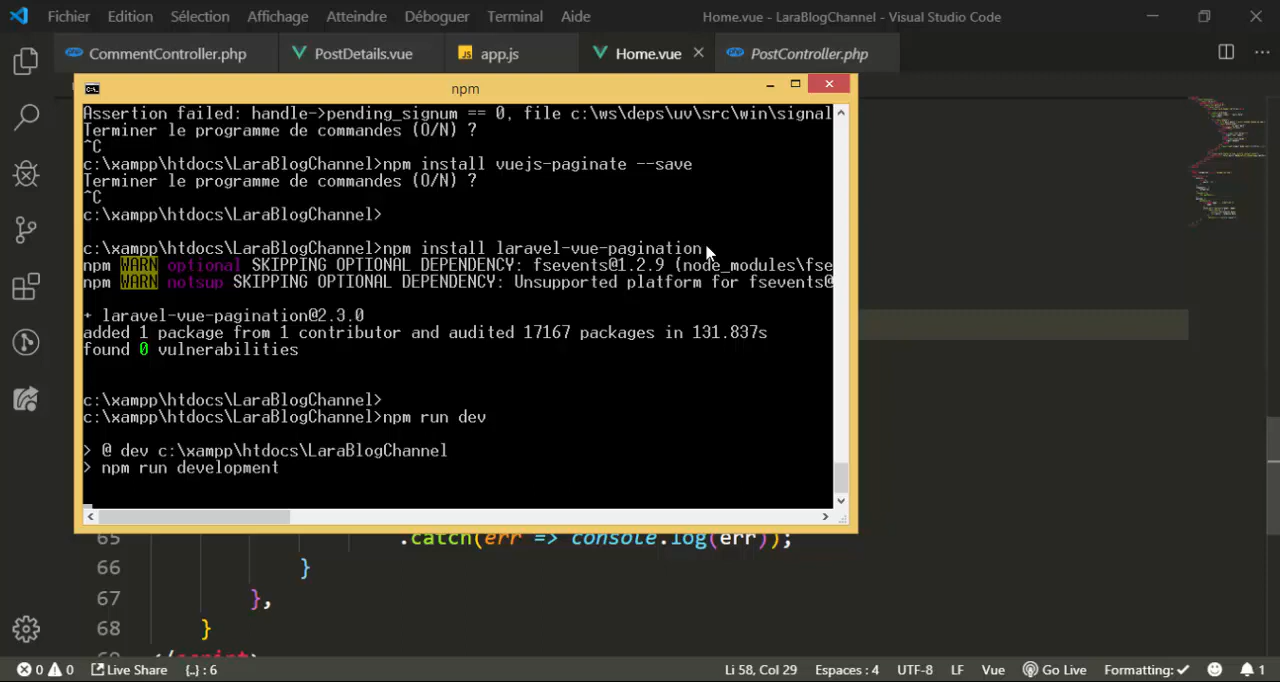 Fichier Edition Sélection Affichage Atteindre Déboguer Terminal Aide Home.vue - LaraBlogChannel - Visual Studio Code
CommentController.php PostDetails.vue JS app.js Home.vue PostController.php
npm
Assertion failed: handle->pending_signum == 0, file c:\ws\deps\uv\src\win\signal
Terminer le programme de commandes (O/N) ?
^C
c:\xampp\htdocs\LaraBlogChannel>npm install vuejs-paginate --save
Terminer le programme de commandes (O/N) ?
^C
c:\xampp\htdocs\LaraBlogChannel>
c:\xampp\htdocs\LaraBlogChannel>npm install laravel-vue-pagination
npm WARN optional SKIPPING OPTIONAL DEPENDENCY: fsevents@1.2.9 (node_modules\fse
npm WARN notsup SKIPPING OPTIONAL DEPENDENCY: Unsupported platform for fsevents@
+ laravel-vue-pagination@2.3.0
added 1 package from 1 contributor and audited 17167 packages in 131.837s
found 0 vulnerabilities
c:\xampp\htdocs\LaraBlogChannel>
c:\xampp\htdocs\LaraBlogChannel>npm run dev
> @ dev c:\xampp\htdocs\LaraBlogChannel
> npm run development
65 .catch(err => console.log(err));
66 }
67 },
68 }
69 </script>
0 0 Live Share {..} : 6 Li 58, Col 29 Espaces : 4 UTF-8 LF Vue Go Live Formatting: ✓ 1